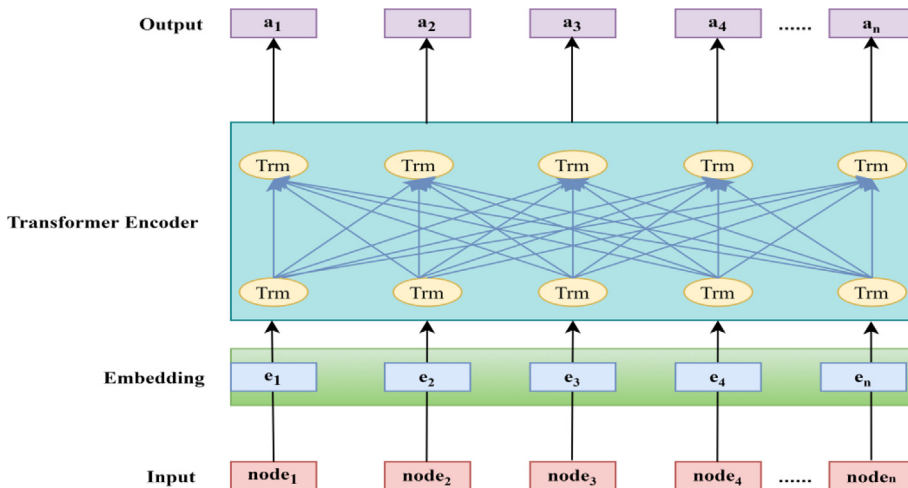 Output a₁ a₂ a₃ a₄ ...... aₙ
Trm Trm Trm Trm Trm
Transformer Encoder
Trm Trm Trm Trm Trm
Embedding e₁ e₂ e₃ e₄ eₙ
Input node₁ node₂ node₃ node₄ ...... nodeₙ